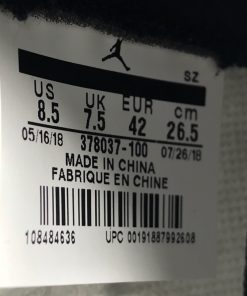 SZ
US UK EUR cm
8.5 7.5 42 26.5
05/16/18 378037-100 07/26/18
MADE IN CHINA
FABRIQUE EN CHINE
108484636 UPC 00191887992608